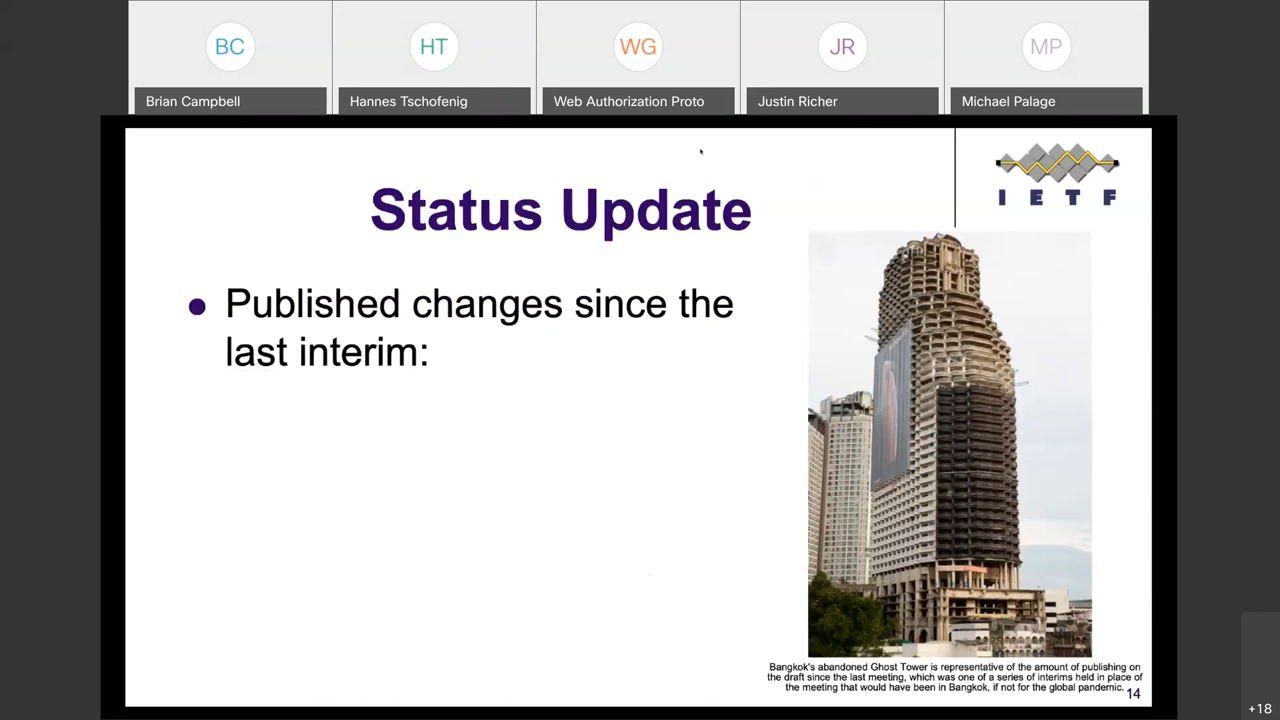 BC
HT
WG
JR
MP
Brian Campbell
Hannes Tschofenig
Web Authorization Proto
Justin Richer
Michael Palage
IETF
Status Update
● Published changes since the
last interim:
Bangkok's abandoned Ghost Tower is representative of the amount of publishing on
the draft since the last meeting, which was one of a series of interims held in place of
the meeting that would have been in Bangkok, if not for the global pandemic.
14
+18